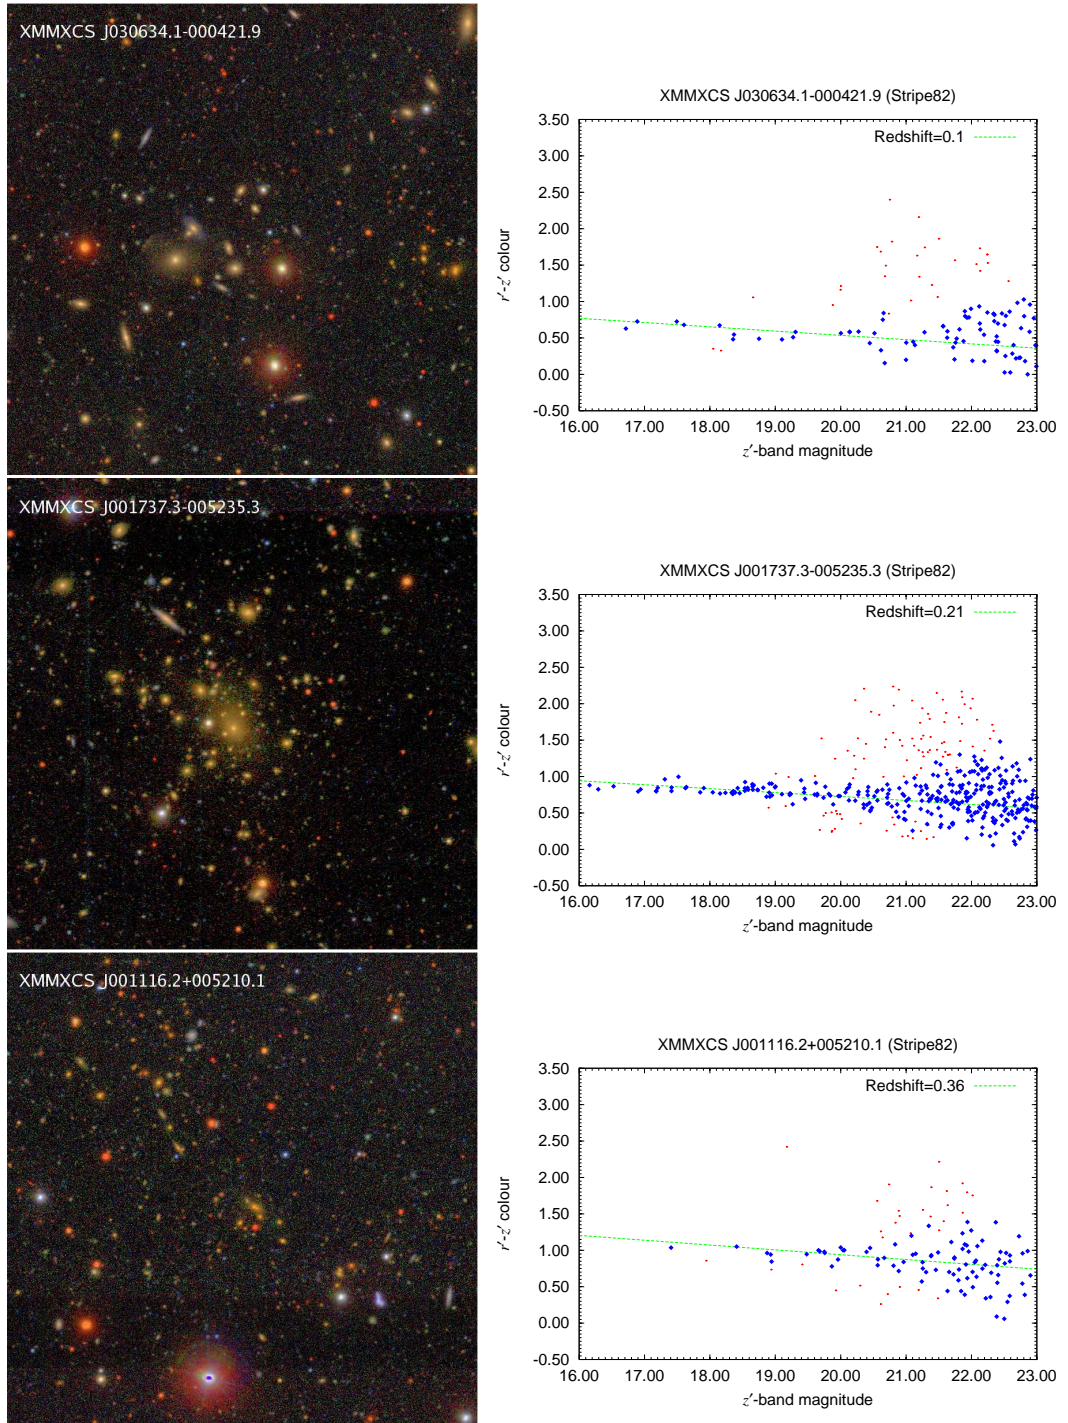 XMMXCS J030634.1-000421.9
XMMXCS J030634.1-000421.9 (Stripe82)
Redshift=0.1
3.50
3.00
2.50
2.00
1.50
1.00
0.50
0.00
-0.50
r′-z′ colour
16.00 17.00 18.00 19.00 20.00 21.00 22.00 23.00
z′-band magnitude
XMMXCS J001737.3-005235.3
XMMXCS J001737.3-005235.3 (Stripe82)
Redshift=0.21
3.50
3.00
2.50
2.00
1.50
1.00
0.50
0.00
-0.50
r′-z′ colour
16.00 17.00 18.00 19.00 20.00 21.00 22.00 23.00
z′-band magnitude
XMMXCS J001116.2+005210.1
XMMXCS J001116.2+005210.1 (Stripe82)
Redshift=0.36
3.50
3.00
2.50
2.00
1.50
1.00
0.50
0.00
-0.50
r′-z′ colour
16.00 17.00 18.00 19.00 20.00 21.00 22.00 23.00
z′-band magnitude